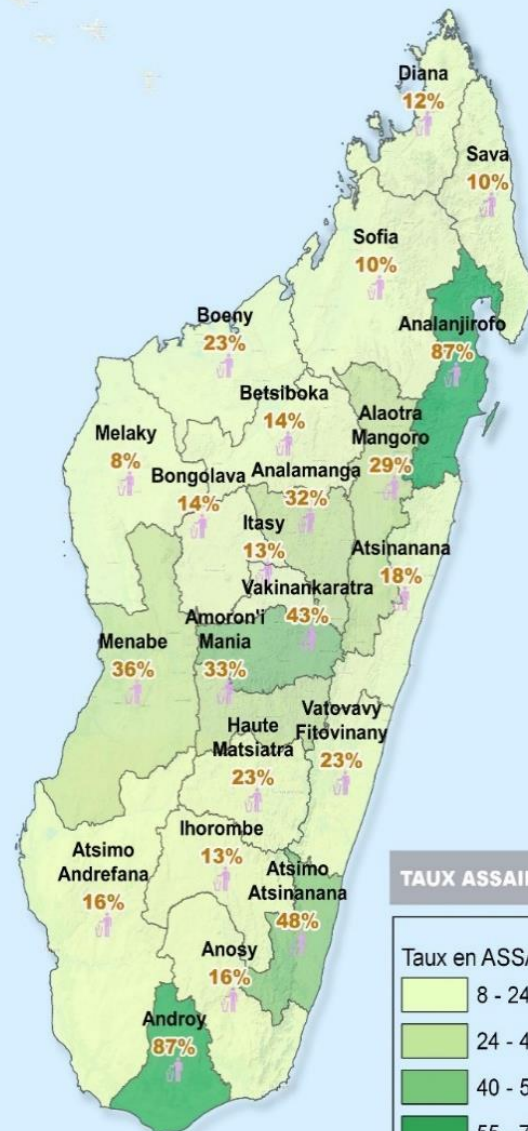 Diana
12%
Sava
10%
Sofia
10%
Analanjirofo
87%
Boeny
23%
Betsiboka
14%
Alaotra
Mangoro
29%
Melaky
8%
Bongolava
14%
Analamanga
32%
Itasy
13%
Atsinanana
18%
Vakinankaratra
43%
Amoron'i
Mania
33%
Menabe
36%
Haute
Matsiatra
23%
Vatovavy
Fitovinany
23%
Ihorombe
13%
Atsimo
Andrefana
16%
Atsimo
Atsinanana
48%
Anosy
16%
Androy
87%
TAUX ASSAI
Taux en ASSA
8 - 24
24 - 4
40 - 5
55 - 7